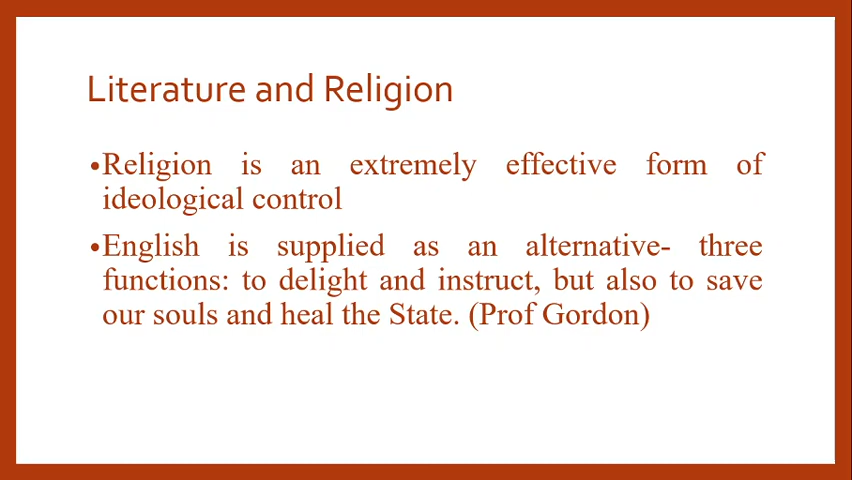 Literature and Religion
•Religion is an extremely effective form of
ideological control
•English is supplied as an alternative- three
functions: to delight and instruct, but also to save
our souls and heal the State. (Prof Gordon)